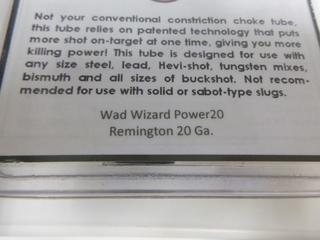 Not your conventional constriction choke tube,
this tube relies on patented technology that puts
more shot on-target at one time, giving you more
killing power! This tube is designed for use with
any size steel, lead, Hevi-shot, tungsten mixes,
bismuth and all sizes of buckshot. Not recom-
mended for use with solid or sabot-type slugs.
Wad Wizard Power20
Remington 20 Ga.